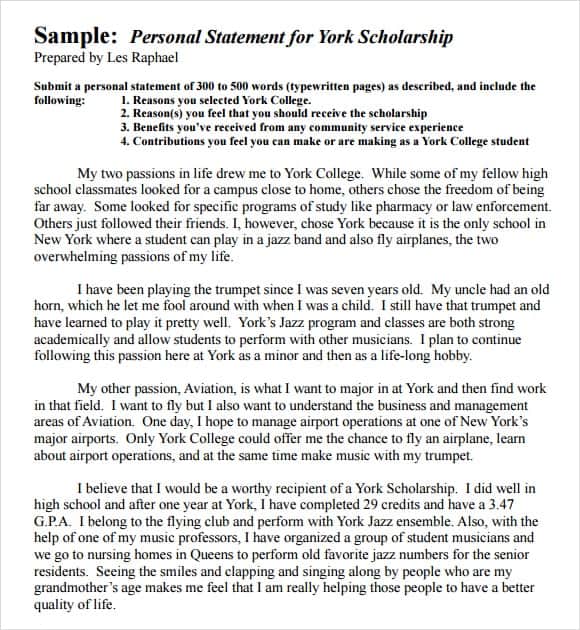 Sample: Personal Statement for York Scholarship
Prepared by Les Raphael
Submit a personal statement of 300 to 500 words (typewritten pages) as described, and include the
following: 1. Reasons you selected York College.
2. Reason(s) you feel that you should receive the scholarship
3. Benefits you've received from any community service experience
4. Contributions you feel you can make or are making as a York College student
My two passions in life drew me to York College. While some of my fellow high
school classmates looked for a campus close to home, others chose the freedom of being
far away. Some looked for specific programs of study like pharmacy or law enforcement.
Others just followed their friends. I, however, chose York because it is the only school in
New York where a student can play in a jazz band and also fly airplanes, the two
overwhelming passions of my life.
I have been playing the trumpet since I was seven years old. My uncle had an old
horn, which he let me fool around with when I was a child. I still have that trumpet and
have learned to play it pretty well. York's Jazz program and classes are both strong
academically and allow students to perform with other musicians. I plan to continue
following this passion here at York as a minor and then as a life-long hobby.
My other passion, Aviation, is what I want to major in at York and then find work
in that field. I want to fly but I also want to understand the business and management
areas of Aviation. One day, I hope to manage airport operations at one of New York's
major airports. Only York College could offer me the chance to fly an airplane, learn
about airport operations, and at the same time make music with my trumpet.
I believe that I would be a worthy recipient of a York Scholarship. I did well in
high school and after one year at York, I have completed 29 credits and have a 3.47
G.P.A. I belong to the flying club and perform with York Jazz ensemble. Also, with the
help of one of my music professors, I have organized a group of student musicians and
we go to nursing homes in Queens to perform old favorite jazz numbers for the senior
residents. Seeing the smiles and clapping and singing along by people who are my
grandmother's age makes me feel that I am really helping those people to have a better
quality of life.